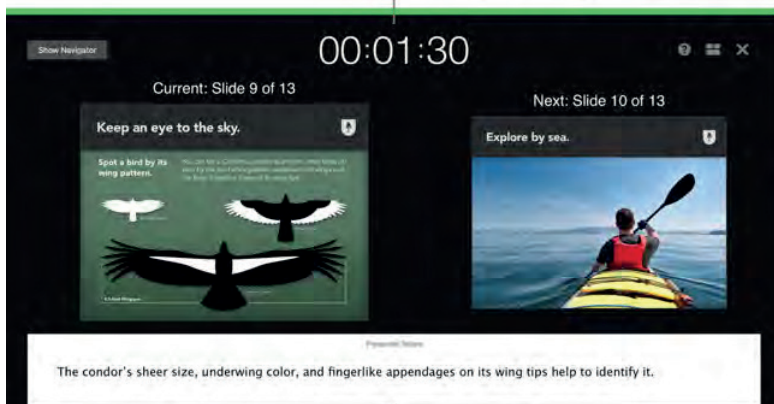 Show Navigator
00:01:30
?
Current: Slide 9 of 13
Next: Slide 10 of 13
Keep an eye to the sky.
Explore by sea.
Spot a bird by its
wing pattern.
Presenter Notes
The condor's sheer size, underwing color, and fingerlike appendages on its wing tips help to identify it.